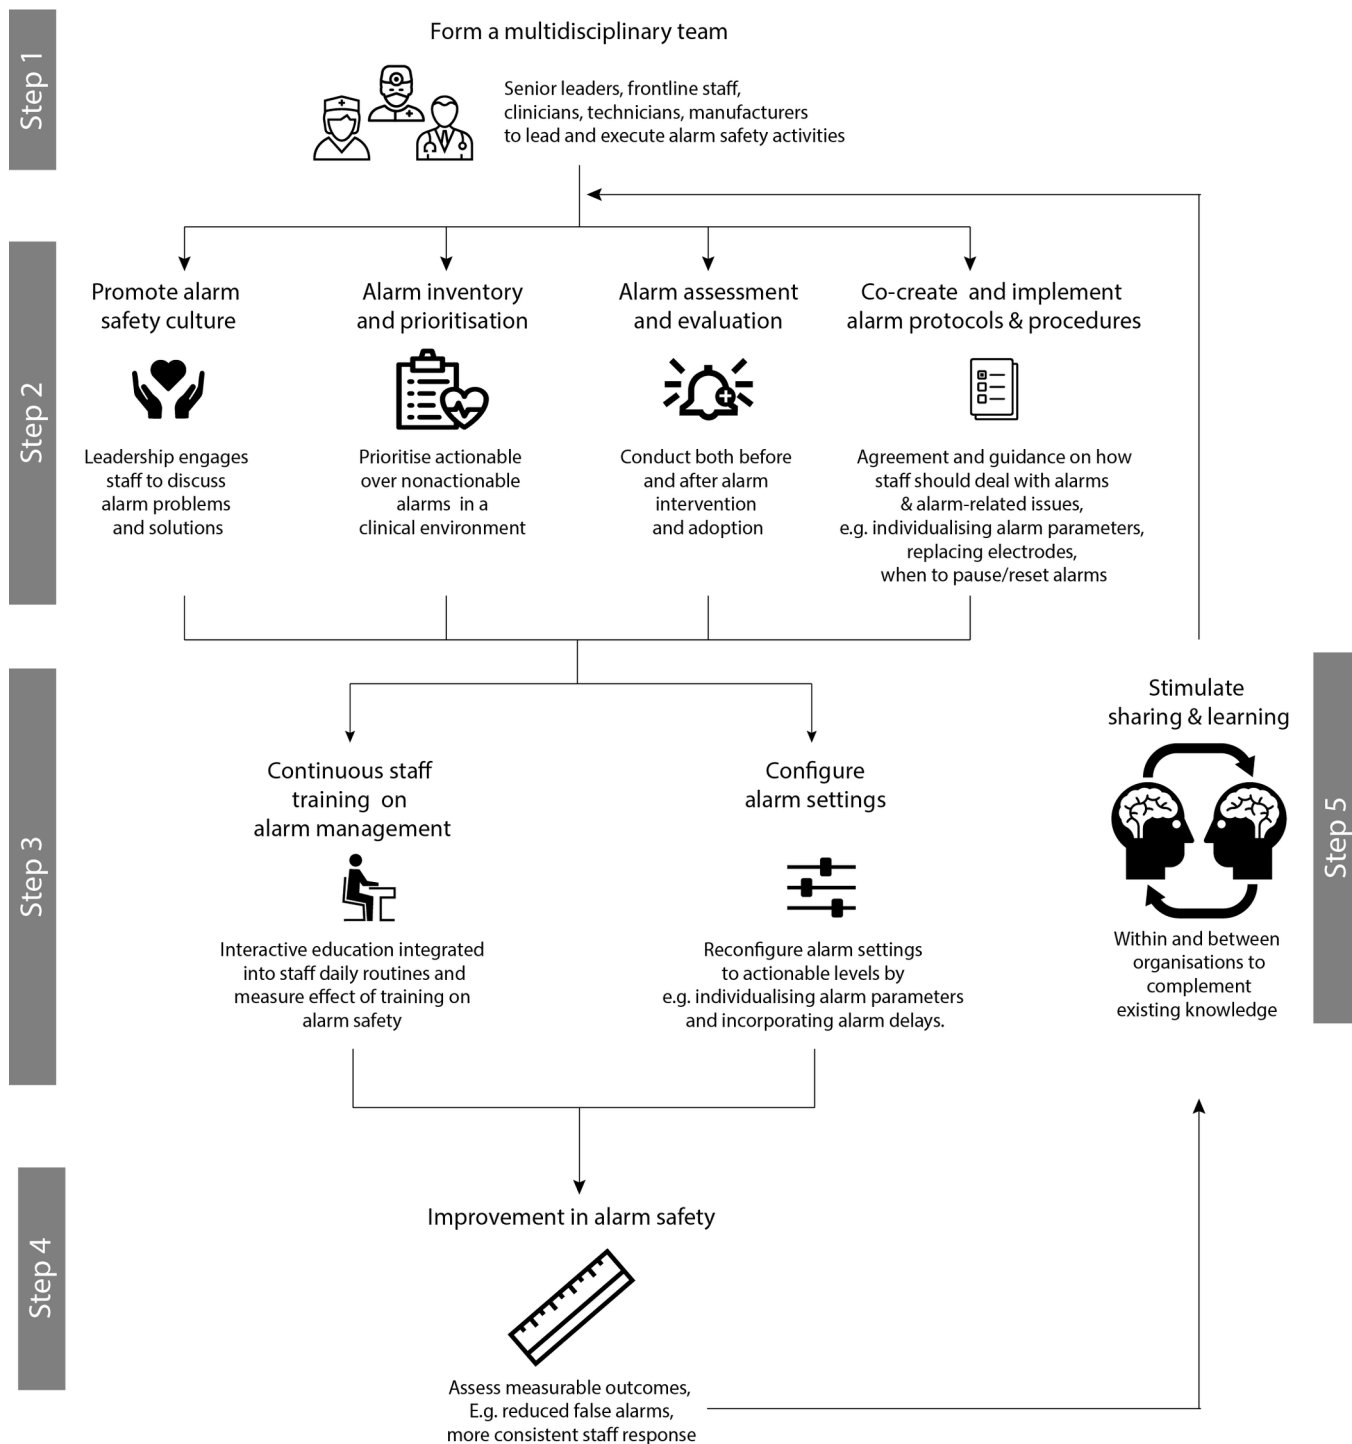 Step 1
Form a multidisciplinary team
Senior leaders, frontline staff,
clinicians, technicians, manufacturers
to lead and execute alarm safety activities
Step 2
Promote alarm
safety culture
Leadership engages
staff to discuss
alarm problems
and solutions
Alarm inventory
and prioritisation
Prioritise actionable
over nonactionable
alarms in a
clinical environment
Alarm assessment
and evaluation
Conduct both before
and after alarm
intervention
and adoption
Co-create and implement
alarm protocols & procedures
Agreement and guidance on how
staff should deal with alarms
& alarm-related issues,
e.g. individualising alarm parameters,
replacing electrodes,
when to pause/reset alarms
Step 3
Continuous staff
training on
alarm management
Interactive education integrated
into staff daily routines and
measure effect of training on
alarm safety
Configure
alarm settings
Reconfigure alarm settings
to actionable levels by
e.g. individualising alarm parameters
and incorporating alarm delays.
Step 4
Improvement in alarm safety
Assess measurable outcomes,
E.g. reduced false alarms,
more consistent staff response
Step 5
Stimulate
sharing & learning
Within and between
organisations to
complement
existing knowledge